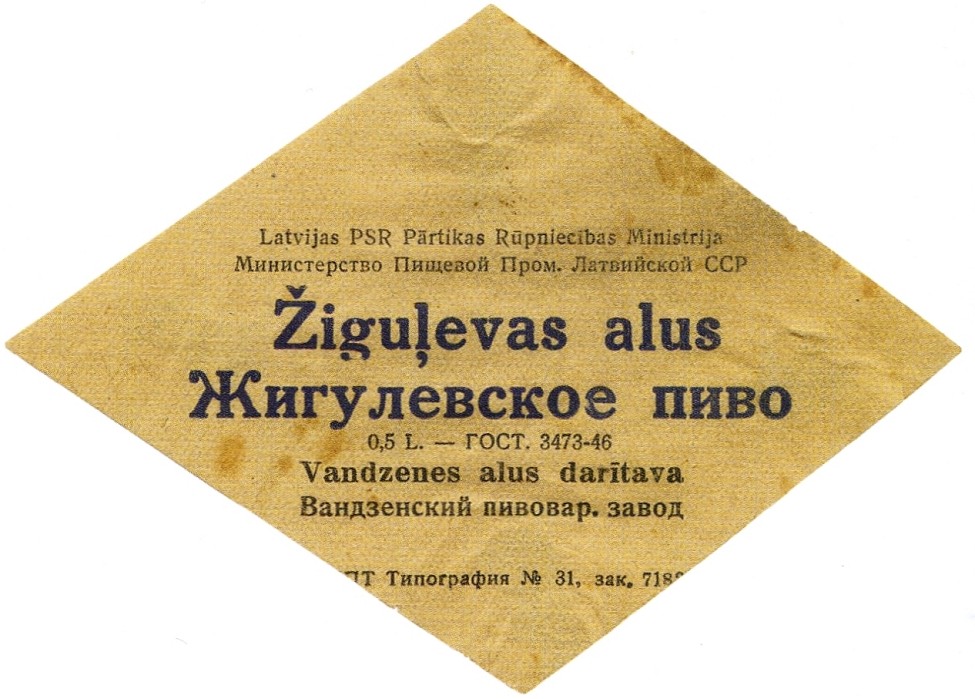 Latvijas PSR Pārtikas Rūpniecības Ministrija
Министерство Пищевой Пром. Латвийской ССР
Žiguļevas alus
Жигулевское пиво
0,5 L. — ГОСТ. 3473-46
Vandzenes alus darītava
Вандзенский пивовар. завод
Типография № 31, зак.